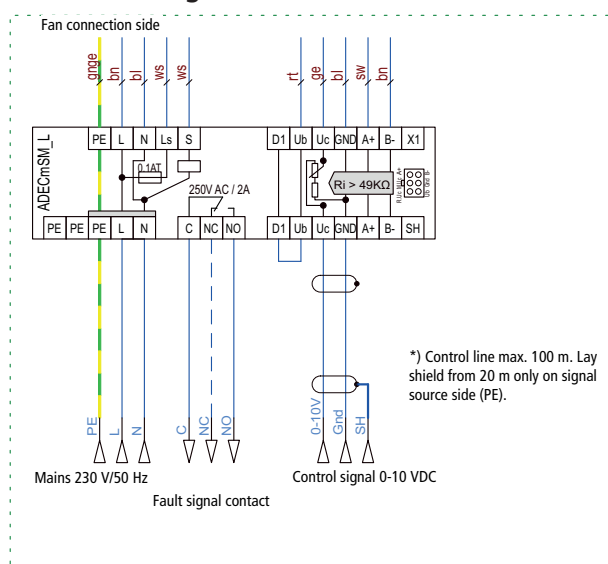 Fan connection side
gnge bn bl ws ws rt ge bl sw bn
ADECmSM_L
PE L N Ls S D1 Ub Uc GND A+ B- X1
0.1AT
250V AC / 2A
Ri > 49KΩ
Ub Gnd B-
PE PE PE L N C NC NO D1 Ub Uc GND A+ B- SH
*) Control line max. 100 m. Lay
shield from 20 m only on signal
source side (PE).
PE L N C NC NO 0-10V Gnd SH
Mains 230 V/50 Hz
Control signal 0-10 VDC
Fault signal contact